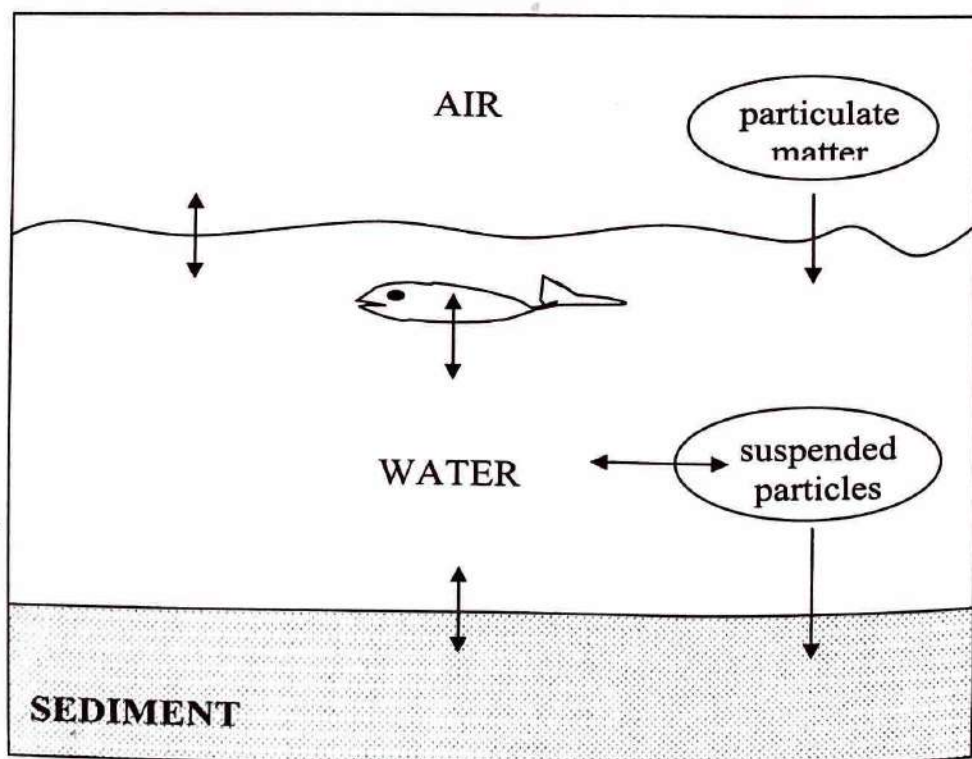 AIR
particulate
matter
WATER
suspended
particles
SEDIMENT